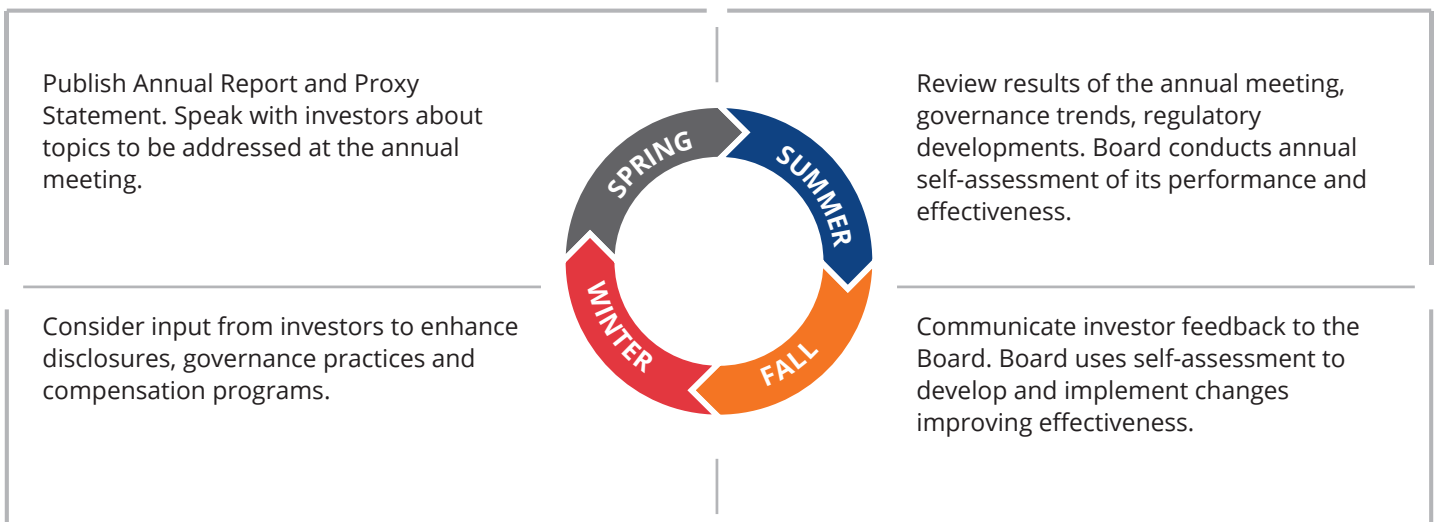 Publish Annual Report and Proxy
Statement. Speak with investors about
topics to be addressed at the annual
meeting.
SPRING
SUMMER
Review results of the annual meeting,
governance trends, regulatory
developments. Board conducts annual
self-assessment of its performance and
effectiveness.
Consider input from investors to enhance
disclosures, governance practices and
compensation programs.
WINTER
FALL
Communicate investor feedback to the
Board. Board uses self-assessment to
develop and implement changes
improving effectiveness.